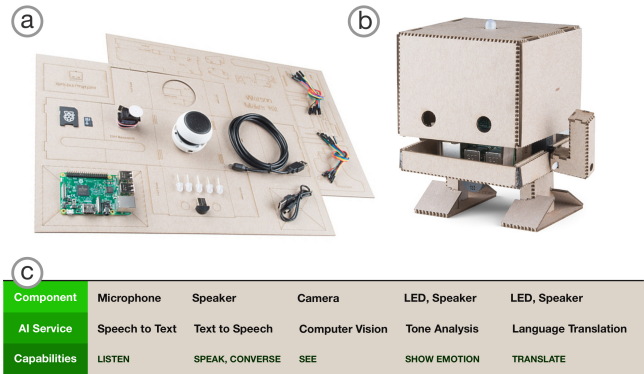 a
b
c
Component Microphone Speaker Camera LED, Speaker LED, Speaker
AI Service Speech to Text Text to Speech Computer Vision Tone Analysis Language Translation
Capabilities LISTEN SPEAK, CONVERSE SEE SHOW EMOTION TRANSLATE